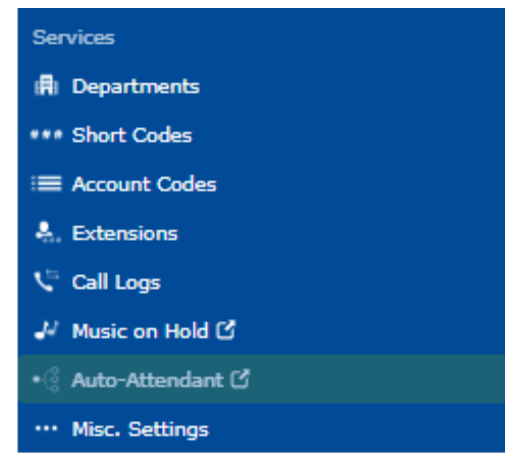 Services
Departments
Short Codes
Account Codes
Extensions
Call Logs
Music on Hold
Auto-Attendant
Misc. Settings